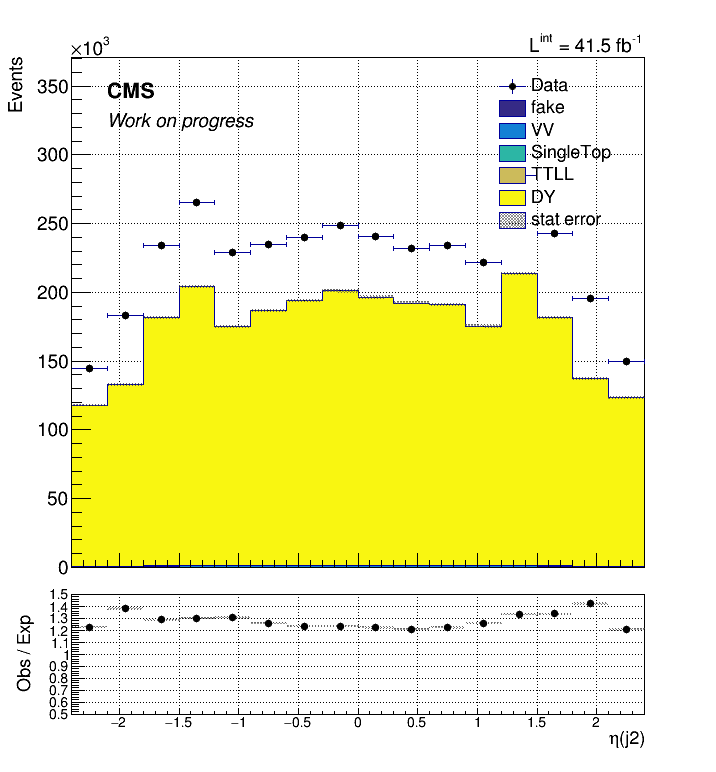 ×10³
L^int = 41.5 fb^-1
Events
CMS
Work on progress
Data
fake
VV
SingleTop
TTLL
DY
stat error
350
300
250
200
150
100
50
0
Obs / Exp
1.5
1.4
1.3
1.2
1.1
1
0.9
0.8
0.7
0.6
0.5
−2 −1.5 −1 −0.5 0 0.5 1 1.5 2
η(j2)